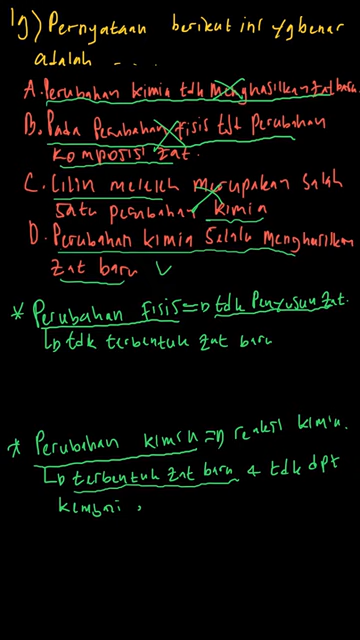 19) Pernyataan berikut ini yg benar
adalah ....
A. Perubahan kimia tdk menghasilkan zat baru
B. Pada perubahan fisis tjd perubahan
komposisi zat.
C. Lilin meleleh merupakan salah
satu perubahan kimia
D. Perubahan kimia selalu menghasilkan
zat baru ✓
* Perubahan fisis => tdk penyusun zat.
↳ tdk terbentuk zat baru
* Perubahan kimia => reaksi kimia.
↳ terbentuk zat baru & tdk dpt
kembali